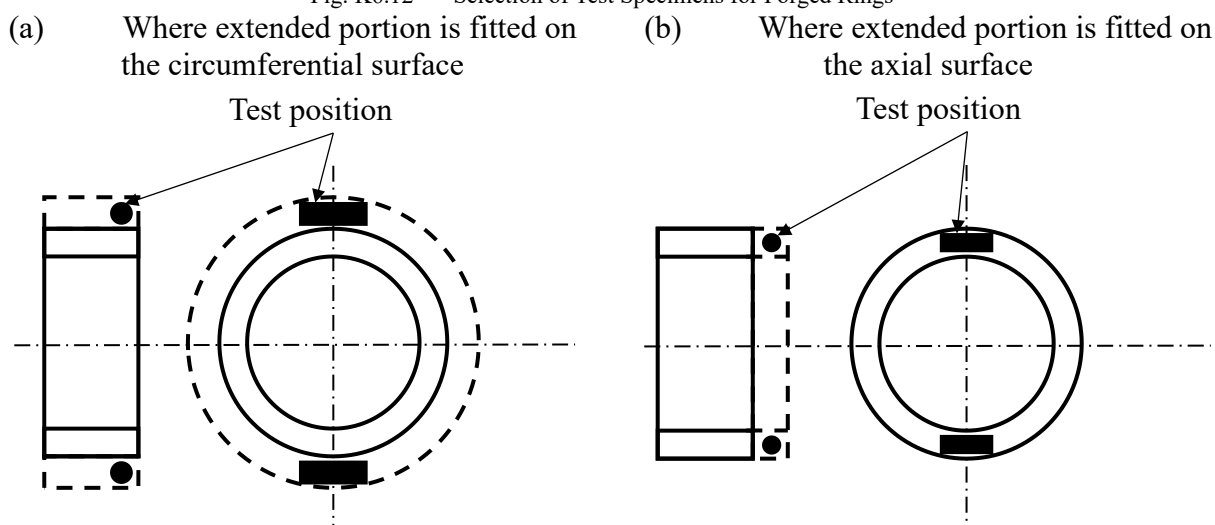 Fig. K6.12 Selection of Test Specimens for Forged Rings
(a) Where extended portion is fitted on
the circumferential surface
Test position
(b) Where extended portion is fitted on
the axial surface
Test position